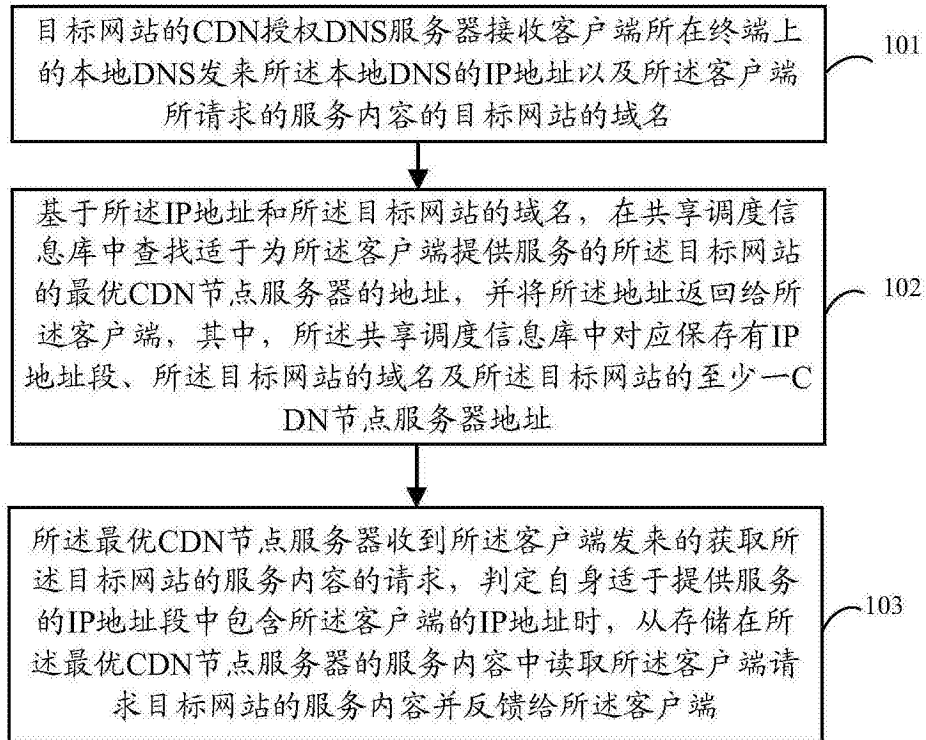 目标网站的CDN授权DNS服务器接收客户端所在终端上
的本地DNS发来所述本地DNS的IP地址以及所述客户端
所请求的服务内容的目标网站的域名
101
基于所述IP地址和所述目标网站的域名，在共享调度信
息库中查找适于为所述客户端提供服务的所述目标网站
的最优CDN节点服务器的地址，并将所述地址返回给所
述客户端，其中，所述共享调度信息库中对应保存有IP
地址段、所述目标网站的域名及所述目标网站的至少一C
DN节点服务器地址
102
所述最优CDN节点服务器收到所述客户端发来的获取所
述目标网站的服务内容的请求，判定自身适于提供服务
的IP地址段中包含所述客户端的IP地址时，从存储在所
述最优CDN节点服务器的服务内容中读取所述客户端请
求目标网站的服务内容并反馈给所述客户端
103